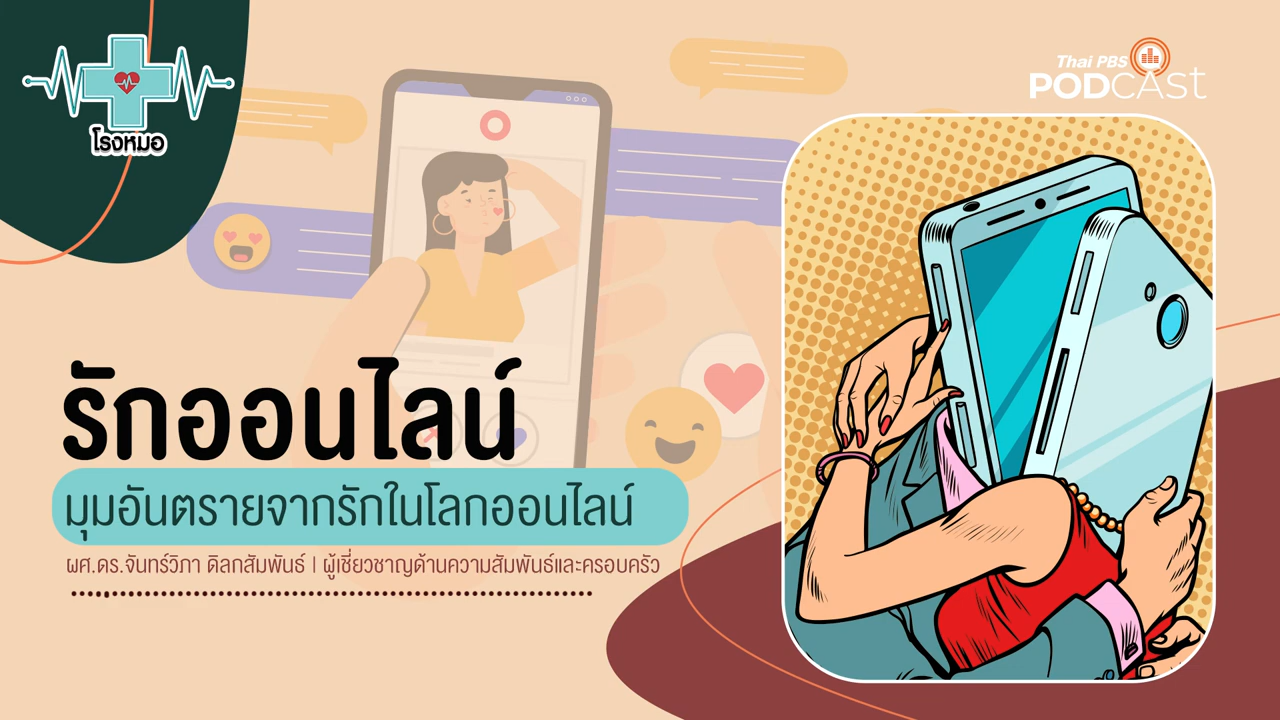 โรงหมอ
Thai PBS
PODCAST
รักออนไลน์
มุมอันตรายจากรักในโลกออนไลน์
ผศ.ดร.จันทร์วิภา ดิลกสัมพันธ์ | ผู้เชี่ยวชาญด้านความสัมพันธ์และครอบครัว